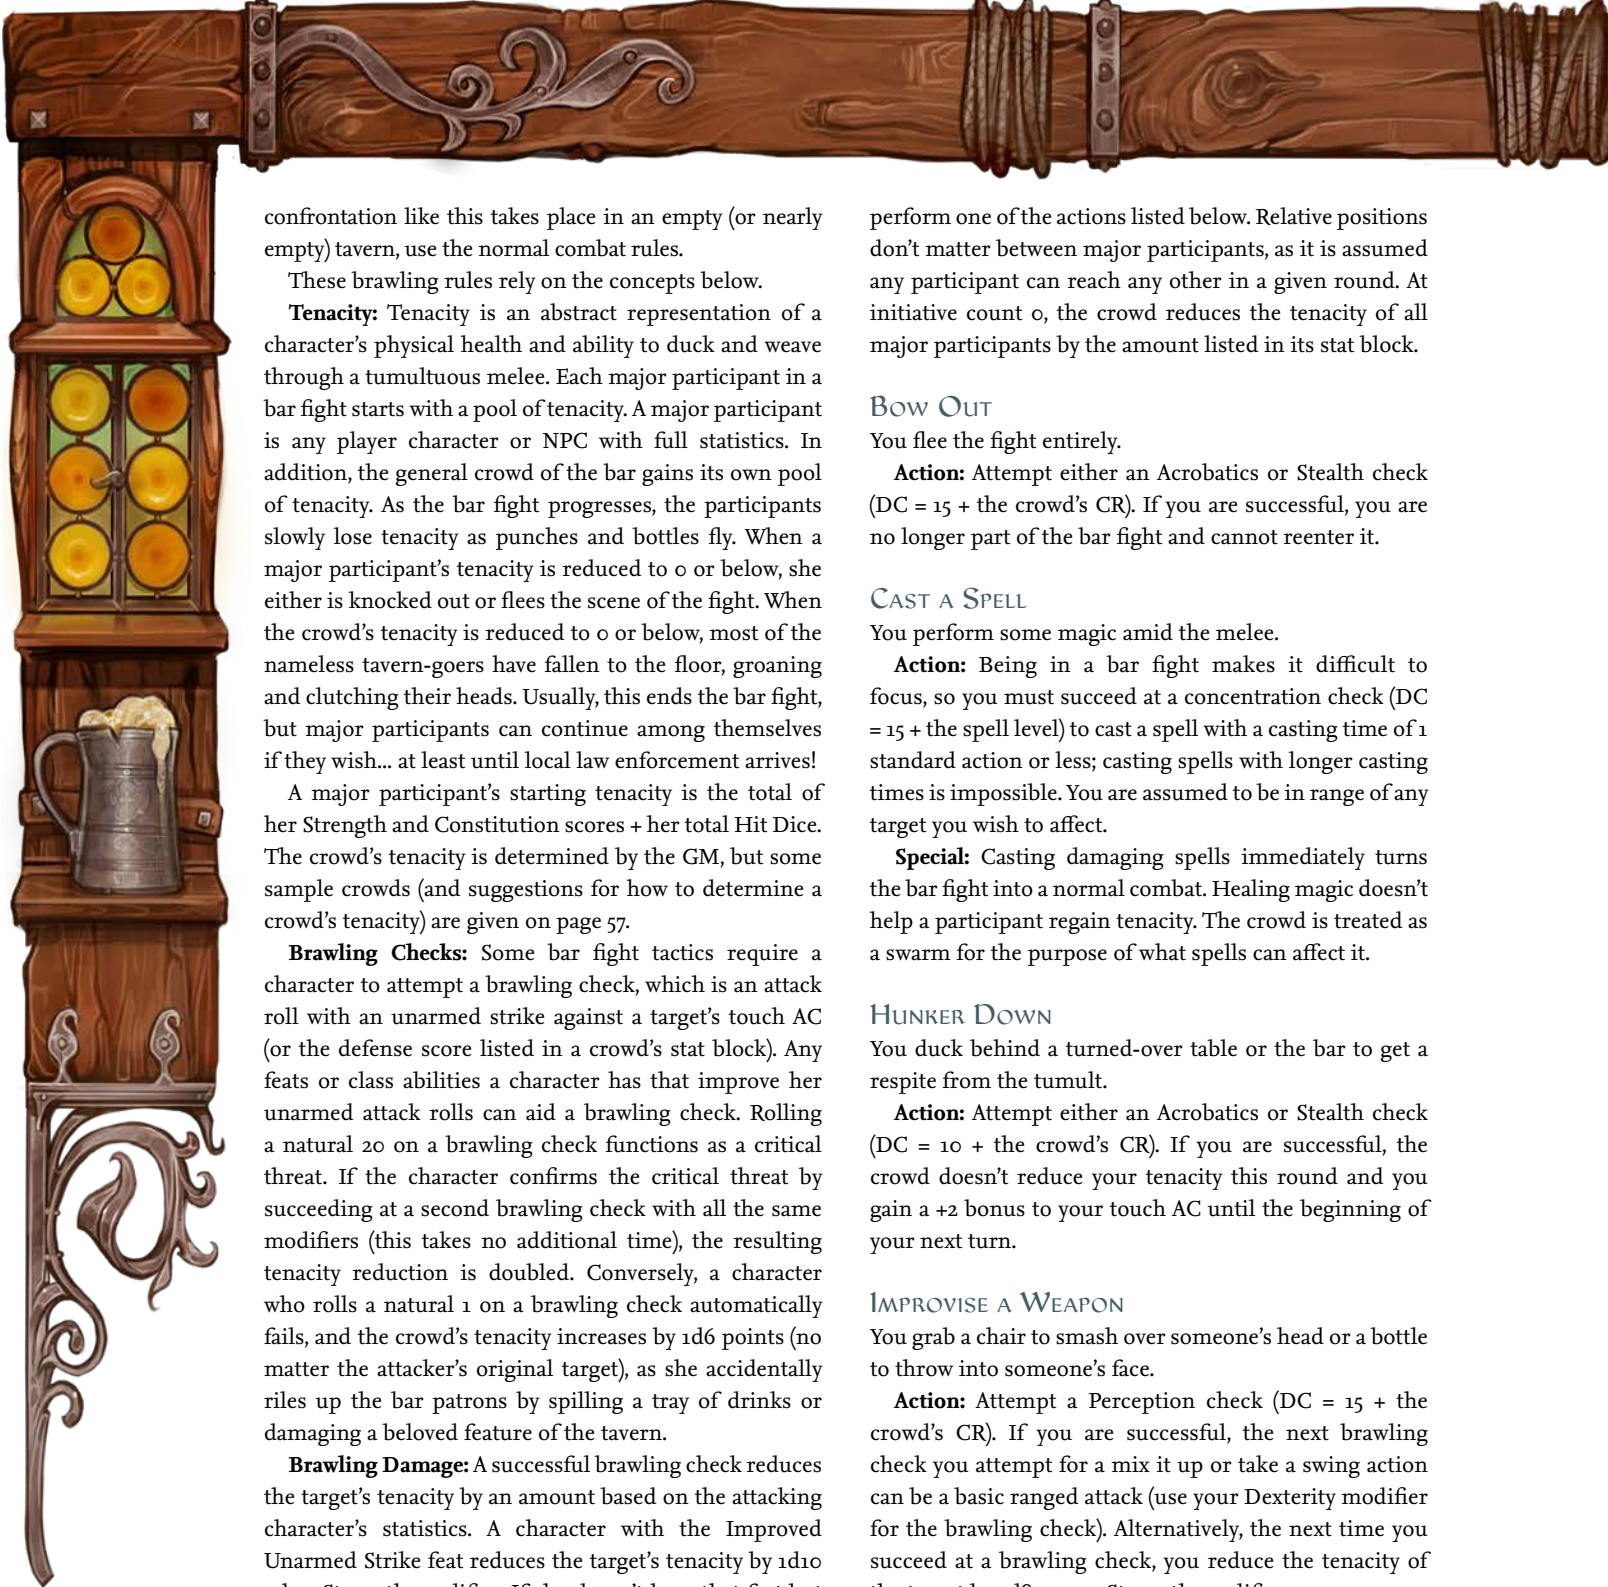 confrontation like this takes place in an empty (or nearly
empty) tavern, use the normal combat rules.
These brawling rules rely on the concepts below.
Tenacity: Tenacity is an abstract representation of a
character's physical health and ability to duck and weave
through a tumultuous melee. Each major participant in a
bar fight starts with a pool of tenacity. A major participant
is any player character or NPC with full statistics. In
addition, the general crowd of the bar gains its own pool
of tenacity. As the bar fight progresses, the participants
slowly lose tenacity as punches and bottles fly. When a
major participant's tenacity is reduced to 0 or below, she
either is knocked out or flees the scene of the fight. When
the crowd's tenacity is reduced to 0 or below, most of the
nameless tavern-goers have fallen to the floor, groaning
and clutching their heads. Usually, this ends the bar fight,
but major participants can continue among themselves
if they wish... at least until local law enforcement arrives!
A major participant's starting tenacity is the total of
her Strength and Constitution scores + her total Hit Dice.
The crowd's tenacity is determined by the GM, but some
sample crowds (and suggestions for how to determine a
crowd's tenacity) are given on page 57.
Brawling Checks: Some bar fight tactics require a
character to attempt a brawling check, which is an attack
roll with an unarmed strike against a target's touch AC
(or the defense score listed in a crowd's stat block). Any
feats or class abilities a character has that improve her
unarmed attack rolls can aid a brawling check. Rolling
a natural 20 on a brawling check functions as a critical
threat. If the character confirms the critical threat by
succeeding at a second brawling check with all the same
modifiers (this takes no additional time), the resulting
tenacity reduction is doubled. Conversely, a character
who rolls a natural 1 on a brawling check automatically
fails, and the crowd's tenacity increases by 1d6 points (no
matter the attacker's original target), as she accidentally
riles up the bar patrons by spilling a tray of drinks or
damaging a beloved feature of the tavern.
Brawling Damage: A successful brawling check reduces
the target's tenacity by an amount based on the attacking
character's statistics. A character with the Improved
Unarmed Strike feat reduces the target's tenacity by 1d10
perform one of the actions listed below. Relative positions
don't matter between major participants, as it is assumed
any participant can reach any other in a given round. At
initiative count 0, the crowd reduces the tenacity of all
major participants by the amount listed in its stat block.
Bow Out
You flee the fight entirely.
Action: Attempt either an Acrobatics or Stealth check
(DC = 15 + the crowd's CR). If you are successful, you are
no longer part of the bar fight and cannot reenter it.
Cast a Spell
You perform some magic amid the melee.
Action: Being in a bar fight makes it difficult to
focus, so you must succeed at a concentration check (DC
= 15 + the spell level) to cast a spell with a casting time of 1
standard action or less; casting spells with longer casting
times is impossible. You are assumed to be in range of any
target you wish to affect.
Special: Casting damaging spells immediately turns
the bar fight into a normal combat. Healing magic doesn't
help a participant regain tenacity. The crowd is treated as
a swarm for the purpose of what spells can affect it.
Hunker Down
You duck behind a turned-over table or the bar to get a
respite from the tumult.
Action: Attempt either an Acrobatics or Stealth check
(DC = 10 + the crowd's CR). If you are successful, the
crowd doesn't reduce your tenacity this round and you
gain a +2 bonus to your touch AC until the beginning of
your next turn.
Improvise a Weapon
You grab a chair to smash over someone's head or a bottle
to throw into someone's face.
Action: Attempt a Perception check (DC = 15 + the
crowd's CR). If you are successful, the next brawling
check you attempt for a mix it up or take a swing action
can be a basic ranged attack (use your Dexterity modifier
for the brawling check). Alternatively, the next time you
succeed at a brawling check, you reduce the tenacity of